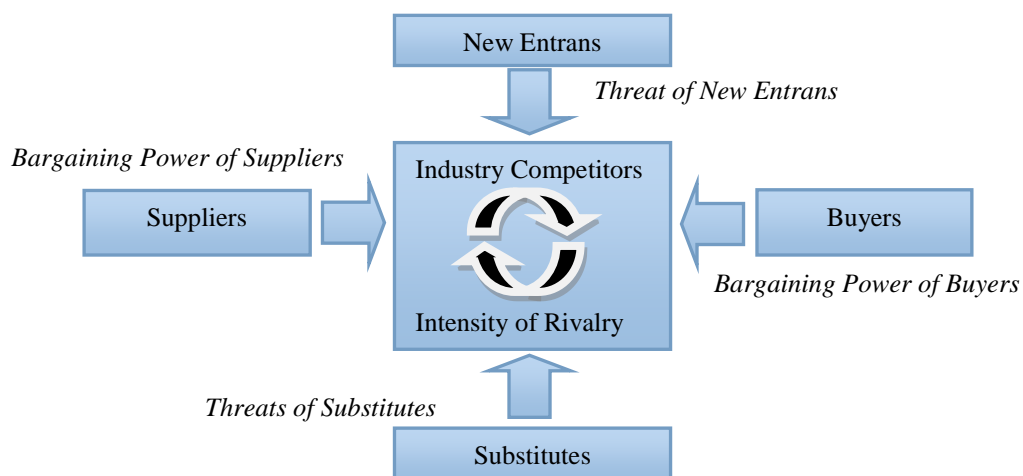 New Entrans
Threat of New Entrans
Bargaining Power of Suppliers
Industry Competitors
Suppliers
Buyers
Bargaining Power of Buyers
Intensity of Rivalry
Threats of Substitutes
Substitutes